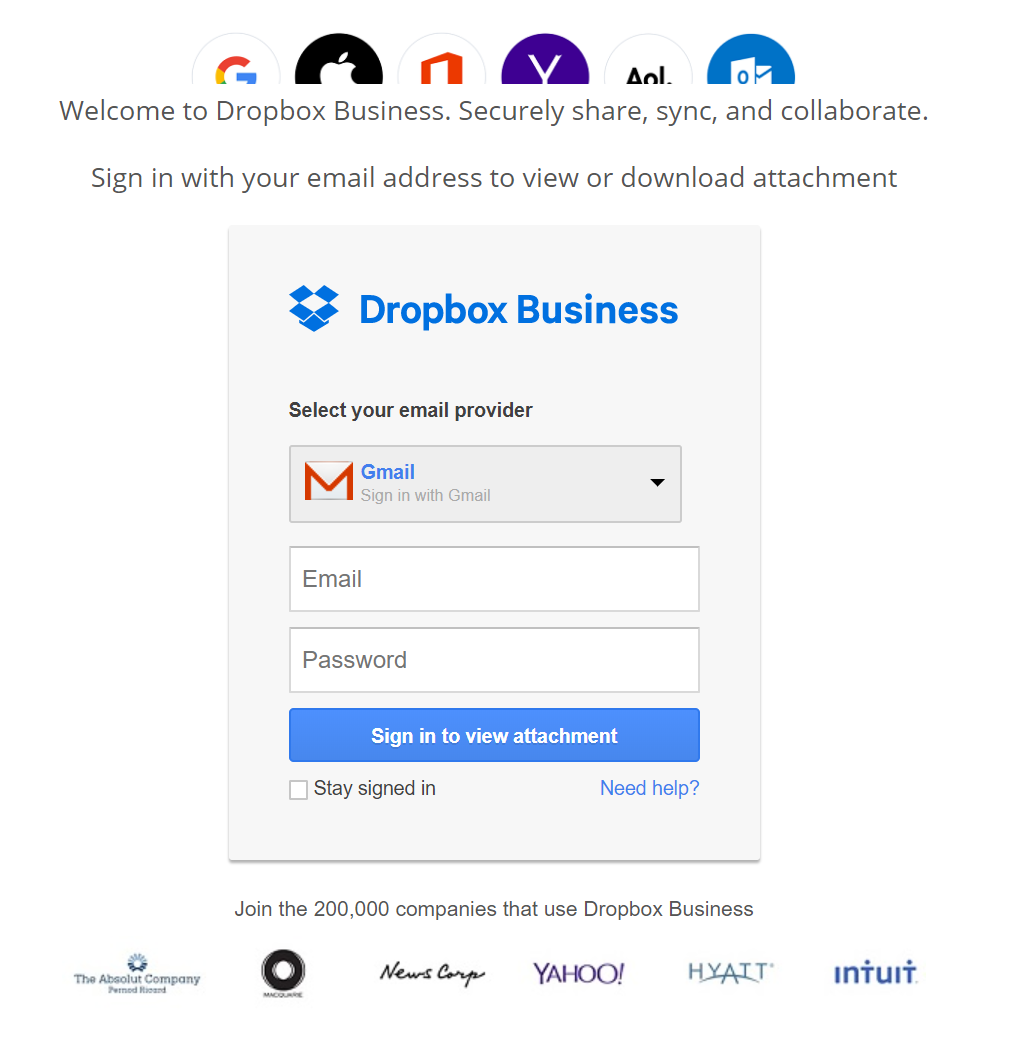 Aol.
Welcome to Dropbox Business. Securely share, sync, and collaborate.
Sign in with your email address to view or download attachment
Dropbox Business
Select your email provider
Gmail
Sign in with Gmail
Email
Password
Sign in to view attachment
Stay signed in
Need help?
Join the 200,000 companies that use Dropbox Business
The Absolut Company
Pernod Ricard
MACQUARIE
News Corp
YAHOO!
HYATT
intuit